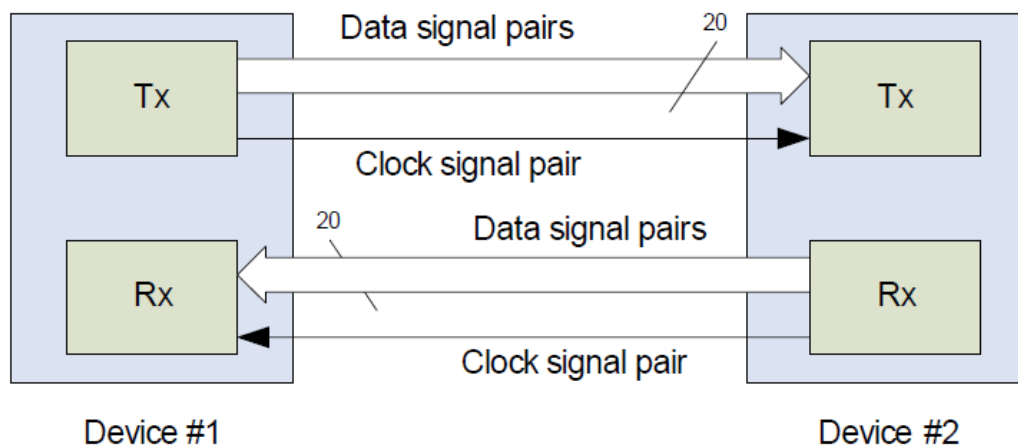 Data signal pairs
20
Tx
Tx
Clock signal pair
20
Data signal pairs
Rx
Rx
Clock signal pair
Device #1
Device #2